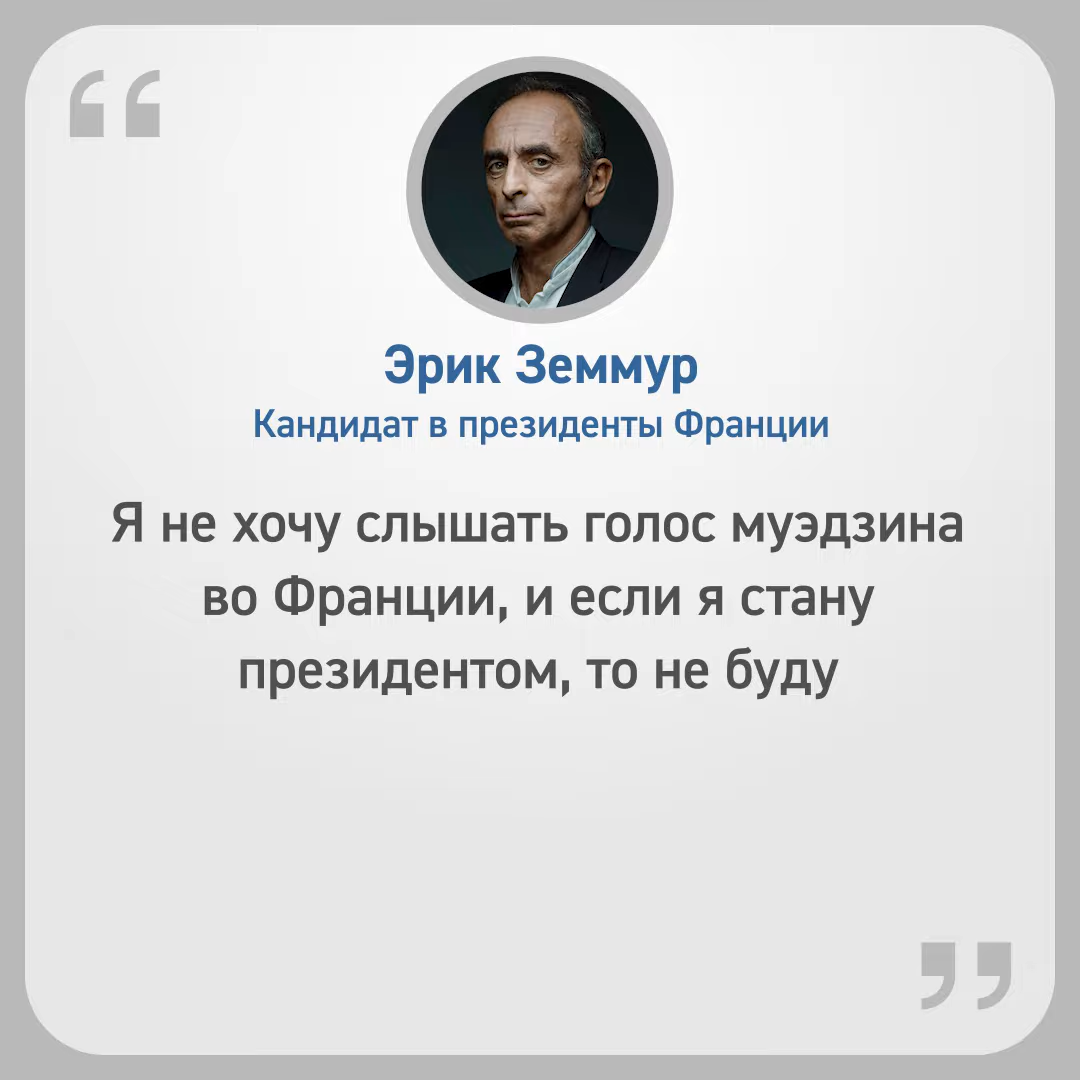 Эрик Земмур
Кандидат в президенты Франции
Я не хочу слышать голос муэдзина
во Франции, и если я стану
президентом, то не буду